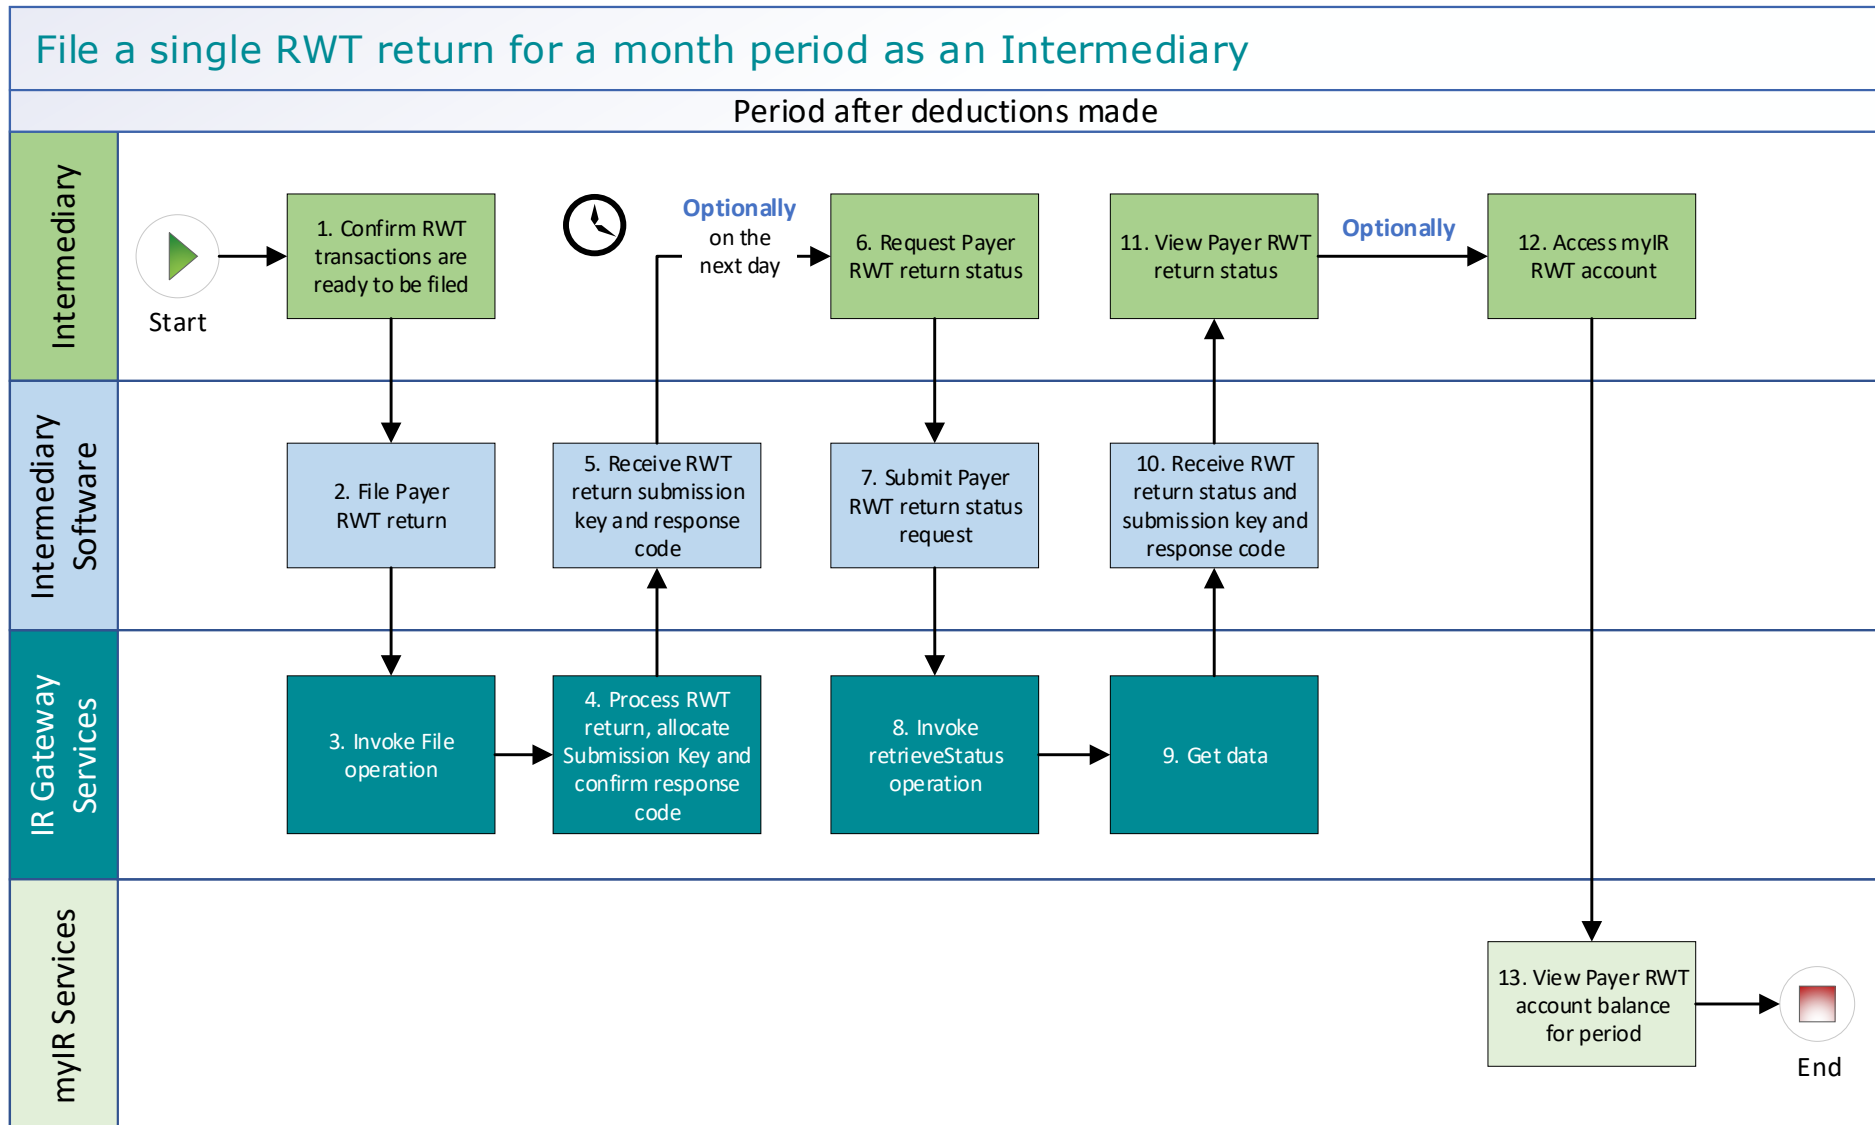 File a single RWT return for a month period as an Intermediary
Period after deductions made
Intermediary
Start
1. Confirm RWT
transactions are
ready to be filed
Optionally
on the
next day
6. Request Payer
RWT return status
11. View Payer RWT
return status
Optionally
12. Access myIR
RWT account
Intermediary
Software
2. File Payer
RWT return
5. Receive RWT
return submission
key and response
code
7. Submit Payer
RWT return status
request
10. Receive RWT
return status and
submission key and
response code
IR Gateway
Services
3. Invoke File
operation
4. Process RWT
return, allocate
Submission Key and
confirm response
code
8. Invoke
retrieveStatus
operation
9. Get data
myIR Services
13. View Payer RWT
account balance
for period
End